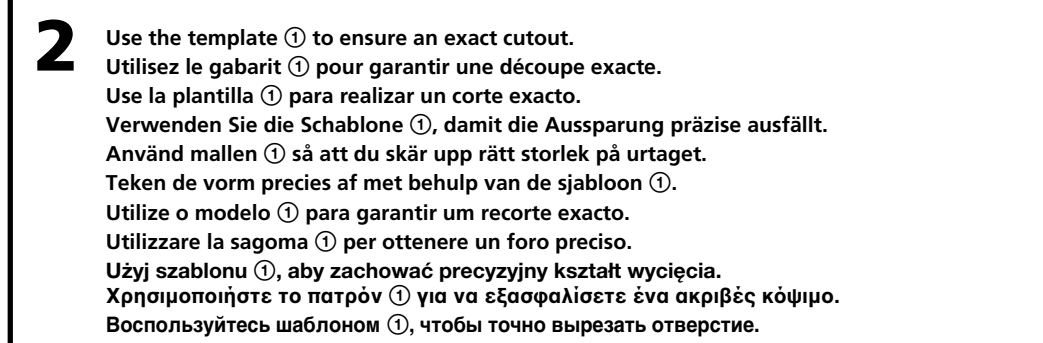 2
Use the template ① to ensure an exact cutout.
Utilisez le gabarit ① pour garantir une découpe exacte.
Use la plantilla ① para realizar un corte exacto.
Verwenden Sie die Schablone ①, damit die Aussparung präzise ausfällt.
Använd mallen ① så att du skär upp rätt storlek på urtaget.
Teken de vorm precies af met behulp van de sjabloon ①.
Utilize o modelo ① para garantir um recorte exacto.
Utilizzare la sagoma ① per ottenere un foro preciso.
Użyj szablonu ①, aby zachować precyzyjny kształt wycięcia.
Χρησιμοποιήστε το πατρόν ① για να εξασφαλίσετε ένα ακριβές κόψιμο.
Воспользуйтесь шаблоном ①, чтобы точно вырезать отверстие.